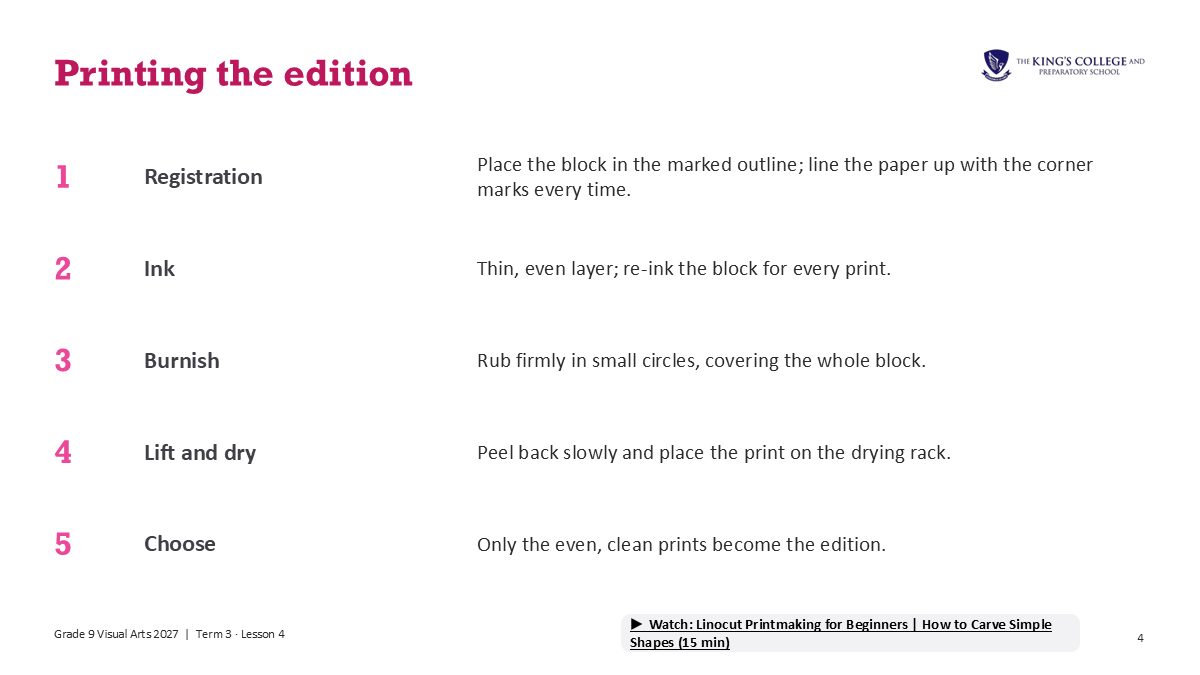 Printing the edition
THE KING'S COLLEGE AND
PREPARATORY SCHOOL
1
Registration
Place the block in the marked outline; line the paper up with the corner
marks every time.
2
Ink
Thin, even layer; re-ink the block for every print.
3
Burnish
Rub firmly in small circles, covering the whole block.
4
Lift and dry
Peel back slowly and place the print on the drying rack.
5
Choose
Only the even, clean prints become the edition.
Grade 9 Visual Arts 2027 | Term 3 · Lesson 4
▶ Watch: Linocut Printmaking for Beginners | How to Carve Simple
Shapes (15 min)
4